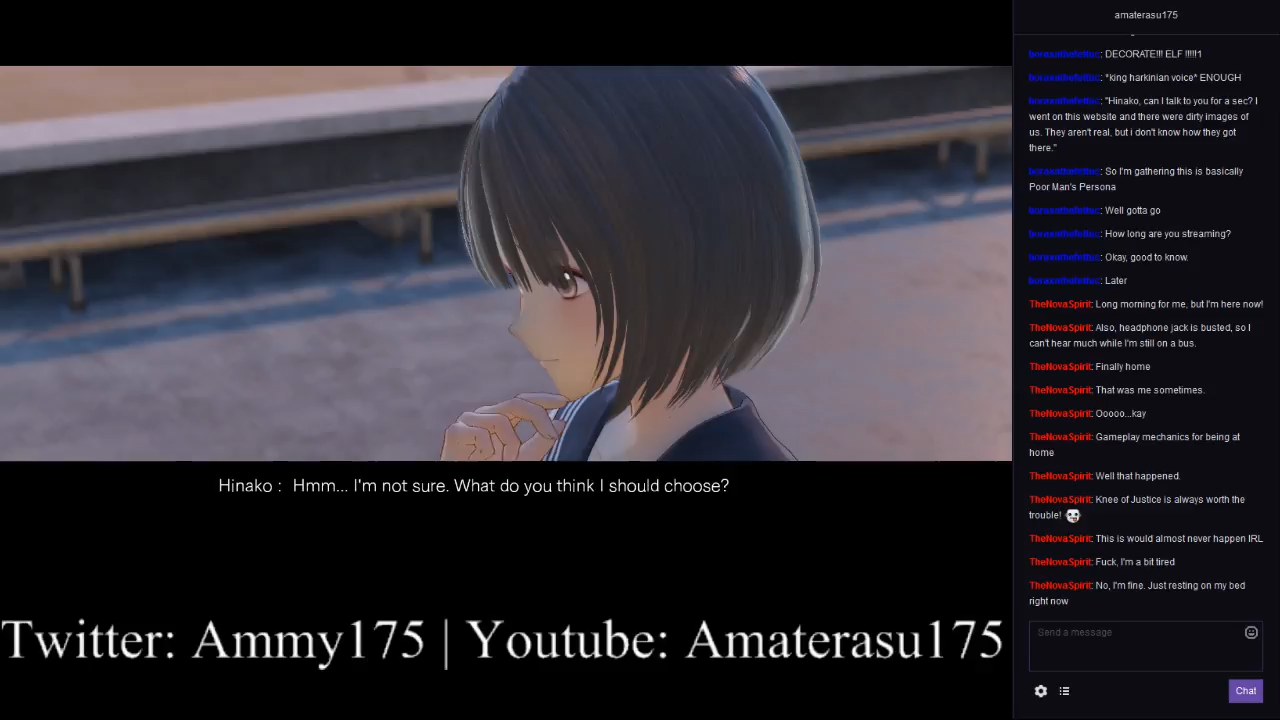 amaterasu175
: DECORATE!!! ELF !!!!!1
: *king harkinian voice* ENOUGH
: "Hinako, can I talk to you for a sec? I
went on this website and there were dirty images of
us. They aren't real, but i don't know how they got
there."
: So I'm gathering this is basically
Poor Man's Persona
: Well gotta go
: How long are you streaming?
: Okay, good to know.
: Later
TheNovaSpirit: Long morning for me, but I'm here now!
TheNovaSpirit: Also, headphone jack is busted, so I
can't hear much while I'm still on a bus.
TheNovaSpirit: Finally home
TheNovaSpirit: That was me sometimes.
TheNovaSpirit: Ooooo...kay
TheNovaSpirit: Gameplay mechanics for being at
home
TheNovaSpirit: Well that happened.
TheNovaSpirit: Knee of Justice is always worth the
trouble!
TheNovaSpirit: This is would almost never happen IRL
TheNovaSpirit: Fuck, I'm a bit tired
TheNovaSpirit: No, I'm fine. Just resting on my bed
right now
Send a message
Chat
Hinako : Hmm... I'm not sure. What do you think I should choose?
Twitter: Ammy175 | Youtube: Amaterasu175